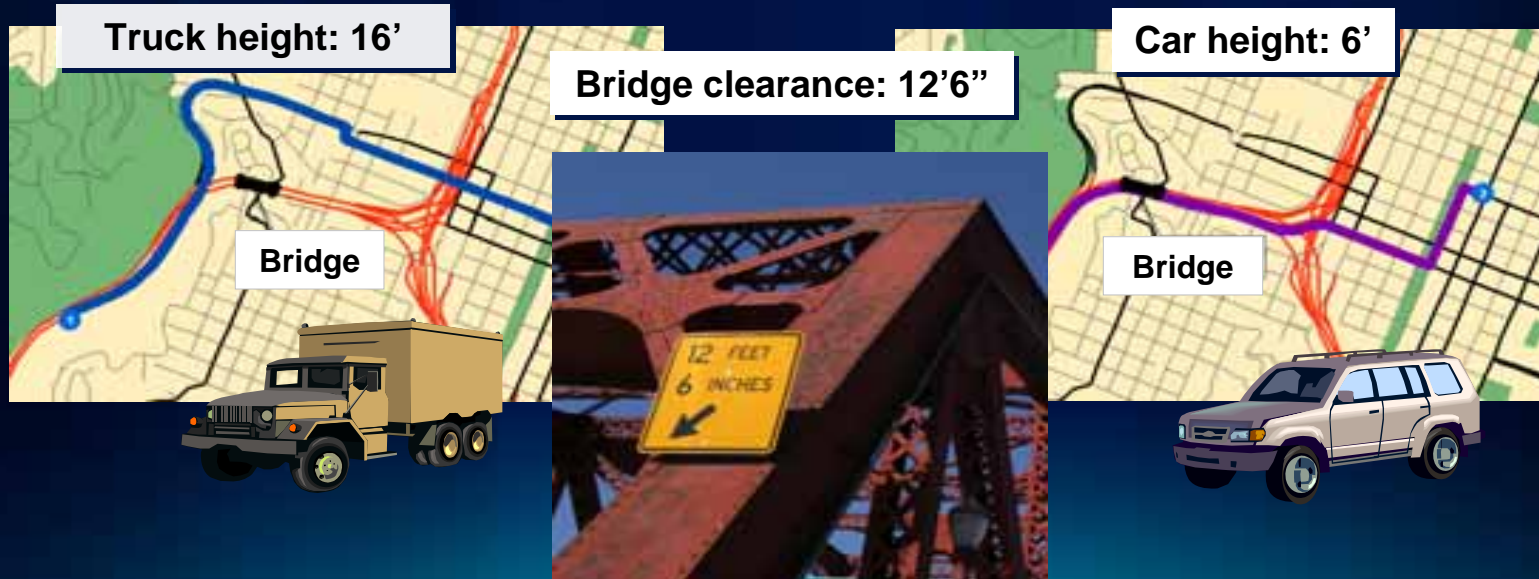 Truck height: 16’
Bridge clearance: 12’6”
Car height: 6’
Bridge
12 FEET
6 INCHES
Bridge